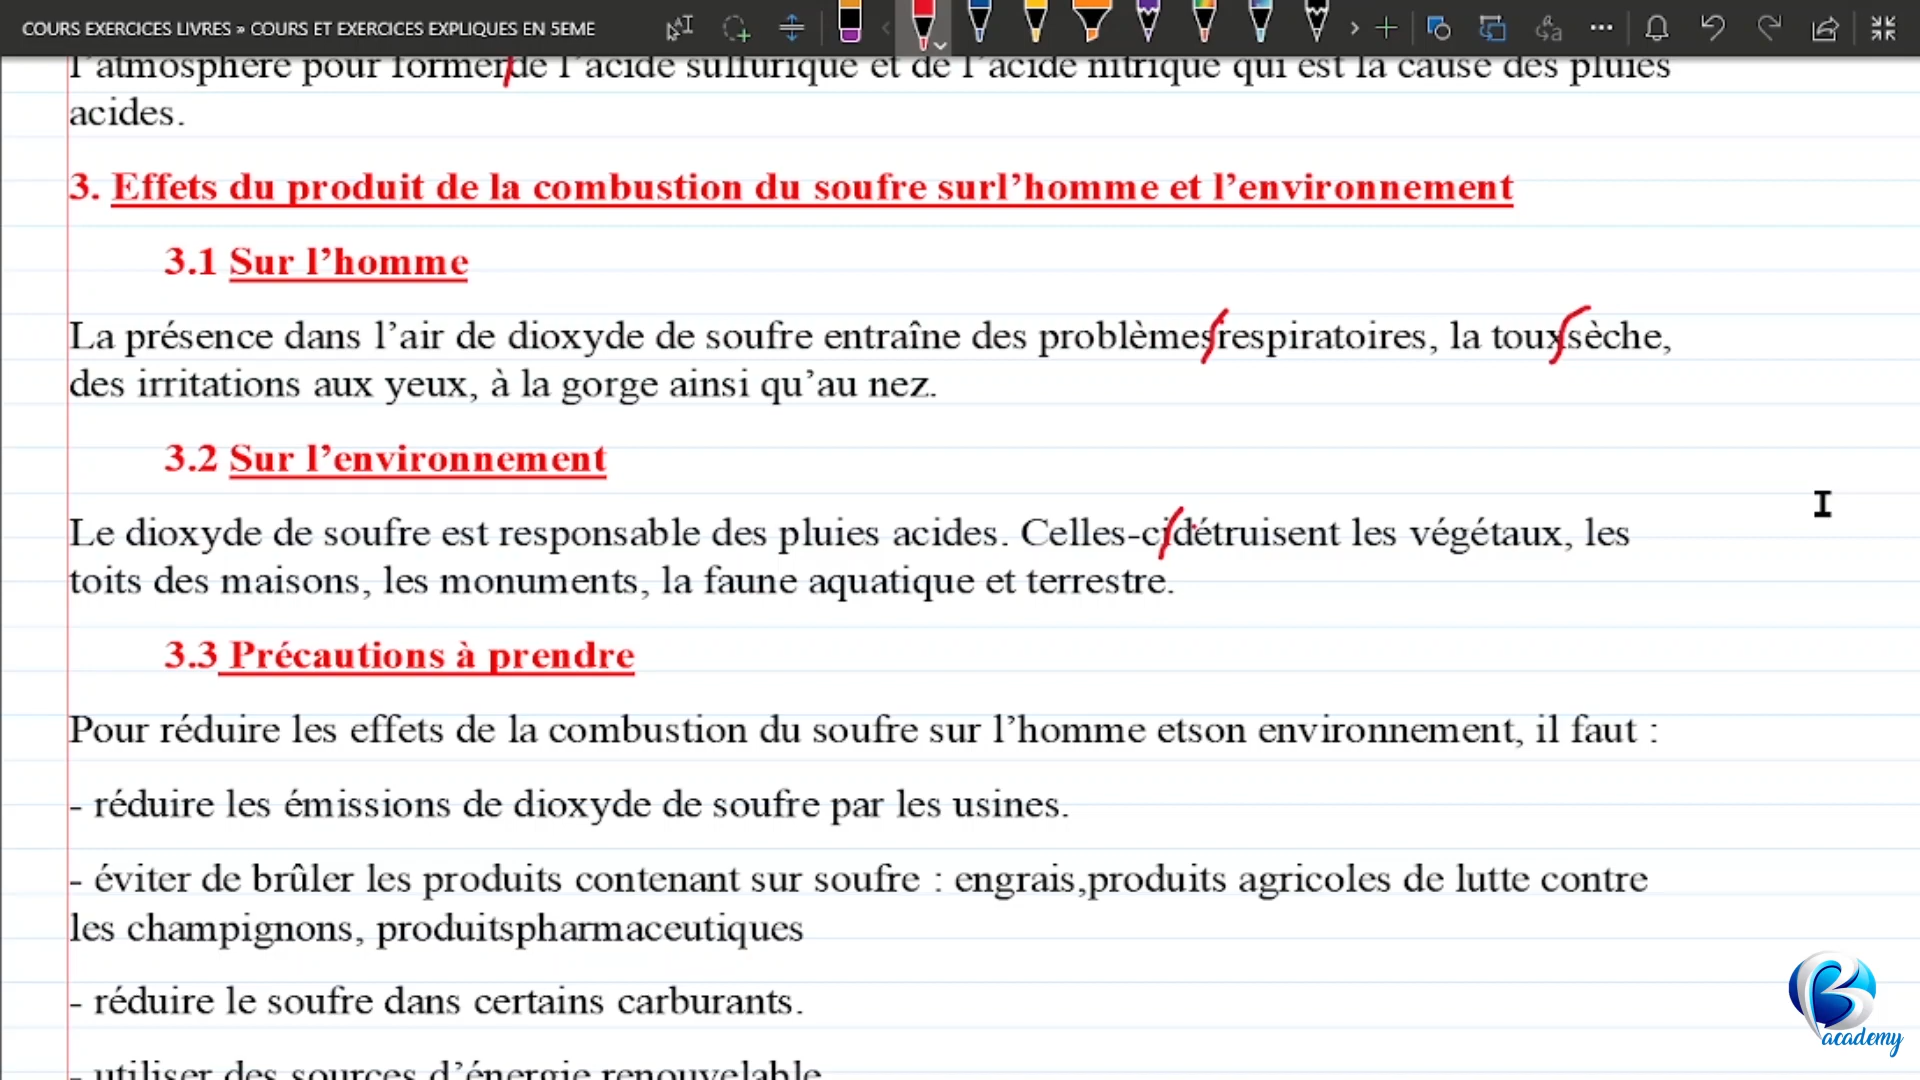 COURS EXERCICES LIVRES » COURS ET EXERCICES EXPLIQUES EN 5EME
l’atmosphère pour former de l’acide sulfurique et de l’acide nitrique qui est la cause des pluies
acides.
3. Effets du produit de la combustion du soufre surl’homme et l’environnement
3.1 Sur l’homme
La présence dans l’air de dioxyde de soufre entraîne des problèmesrespiratoires, la touxsèche,
des irritations aux yeux, à la gorge ainsi qu’au nez.
3.2 Sur l’environnement
Le dioxyde de soufre est responsable des pluies acides. Celles-cidétruisent les végétaux, les
toits des maisons, les monuments, la faune aquatique et terrestre.
3.3 Précautions à prendre
Pour réduire les effets de la combustion du soufre sur l’homme etson environnement, il faut :
- réduire les émissions de dioxyde de soufre par les usines.
- éviter de brûler les produits contenant sur soufre : engrais,produits agricoles de lutte contre
les champignons, produitspharmaceutiques
- réduire le soufre dans certains carburants.
- utiliser des sources d’énergie renouvelable
B academy